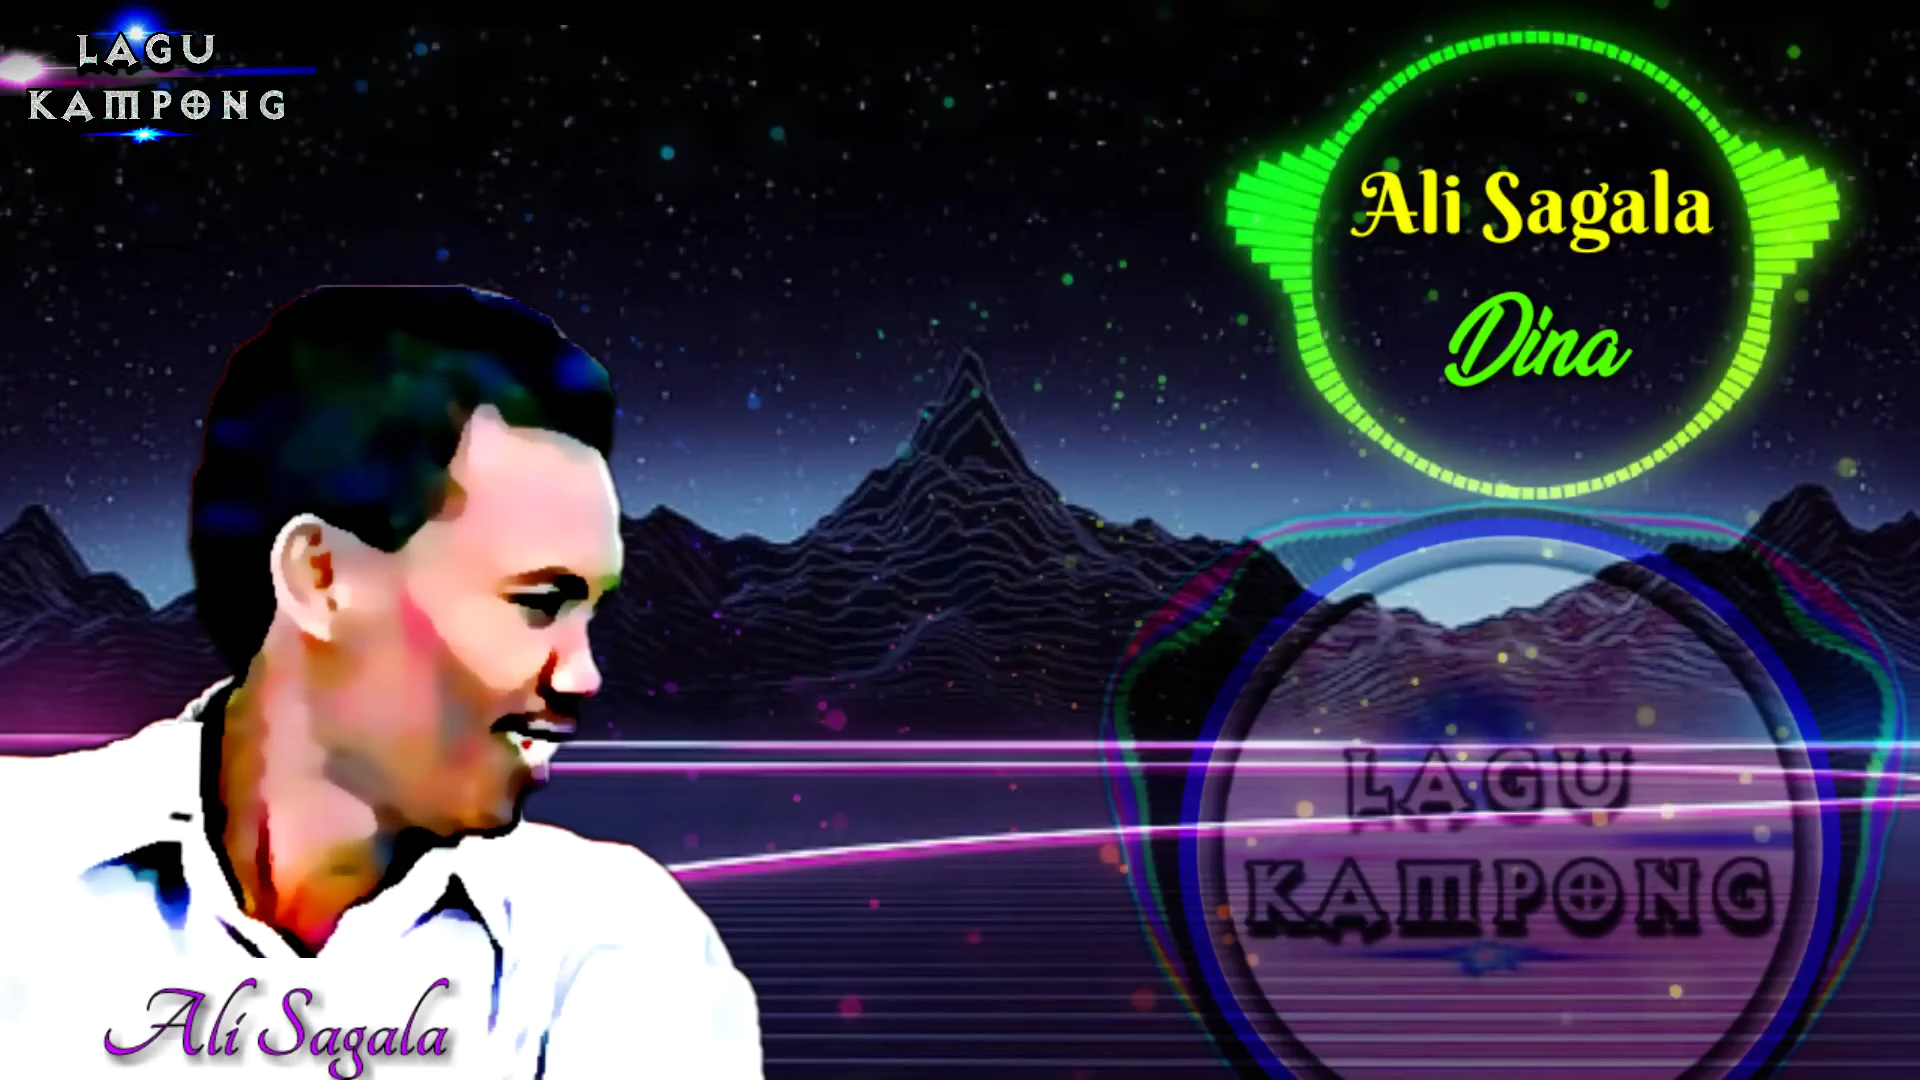 LAGU
KAMPONG
Ali Sagala
Dina
LAGU
KAMPONG
Ali Sagala